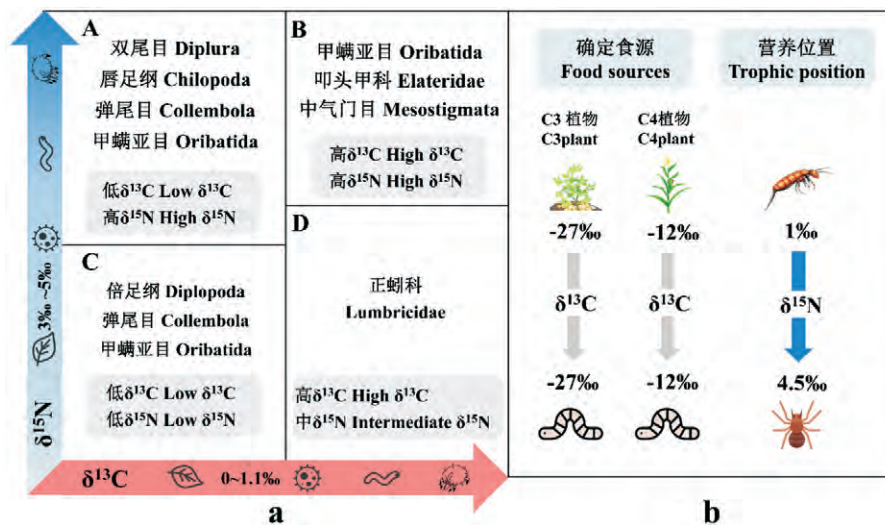 A
双尾目 Diplura
唇足纲 Chilopoda
弹尾目 Collembola
甲螨亚目 Oribatida
低δ¹³C Low δ¹³C
高δ¹⁵N High δ¹⁵N
B
甲螨亚目 Oribatida
叩头甲科 Elateridae
中气门目 Mesostigmata
高δ¹³C High δ¹³C
高δ¹⁵N High δ¹⁵N
C
倍足纲 Diplopoda
弹尾目 Collembola
甲螨亚目 Oribatida
低δ¹³C Low δ¹³C
低δ¹⁵N Low δ¹⁵N
D
正蚓科
Lumbricidae
高δ¹³C High δ¹³C
中δ¹⁵N Intermediate δ¹⁵N
δ¹⁵N
3‰ ~5‰
δ¹³C
0~1.1‰
a
确定食源
Food sources
营养位置
Trophic position
C3 植物
C3plant
C4植物
C4plant
-27‰
-12‰
1‰
δ¹³C
δ¹³C
δ¹⁵N
-27‰
-12‰
4.5‰
b